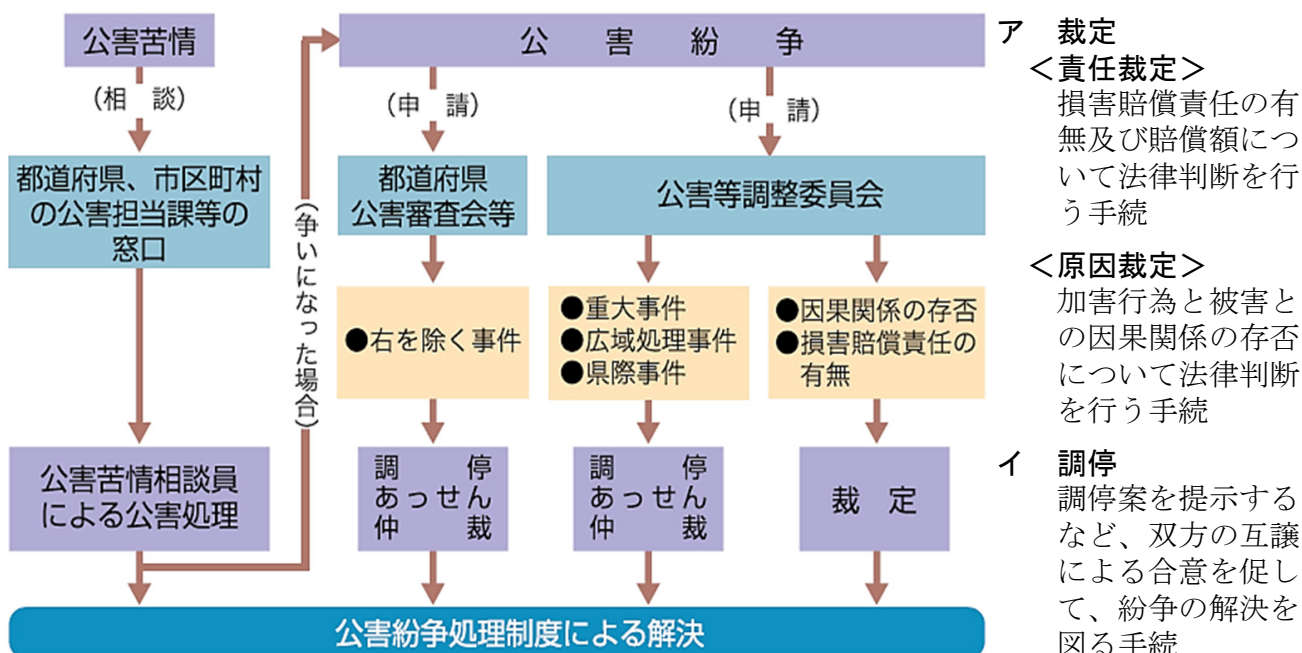 公害苦情
(相 談)
都道府県、市区町村
の公害担当課等の
窓口
公害苦情相談員
による公害処理
(争いになった場合)
公 害 紛 争
(申 請)
都道府県
公害審査会等
●右を除く事件
調 停
あっせん
仲 裁
(申 請)
公害等調整委員会
●重大事件
●広域処理事件
●県際事件
調 停
あっせん
仲 裁
●因果関係の存否
●損害賠償責任の
有無
裁 定
公害紛争処理制度による解決
ア 裁定
＜責任裁定＞
損害賠償責任の有
無及び賠償額につ
いて法律判断を行
う手続
＜原因裁定＞
加害行為と被害と
の因果関係の存否
について法律判断
を行う手続
イ 調停
調停案を提示する
など、双方の互譲
による合意を促し
て、紛争の解決を
図る手続